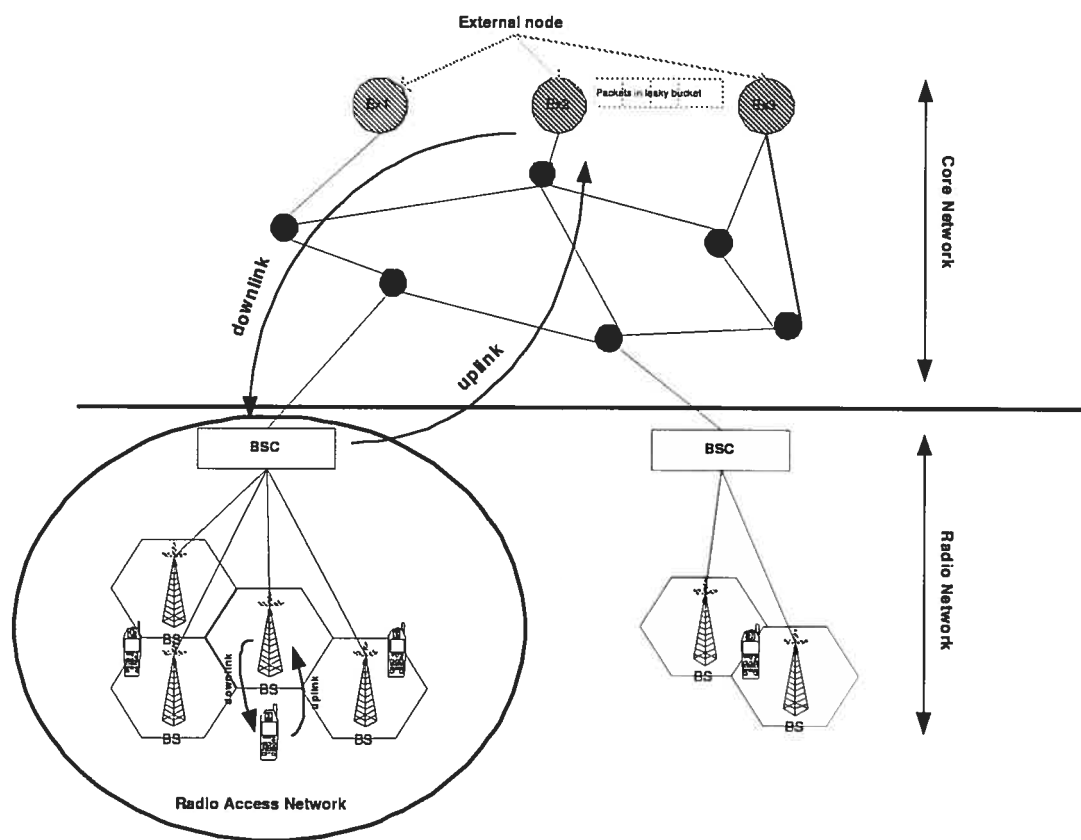 External node
Ex1
Ex2
Packets in leaky bucket
Ex3
Core Network
downlink
uplink
BSC
BSC
Radio Network
BS
BS
BS
BS
downlink
uplink
BS
BS
Radio Access Network